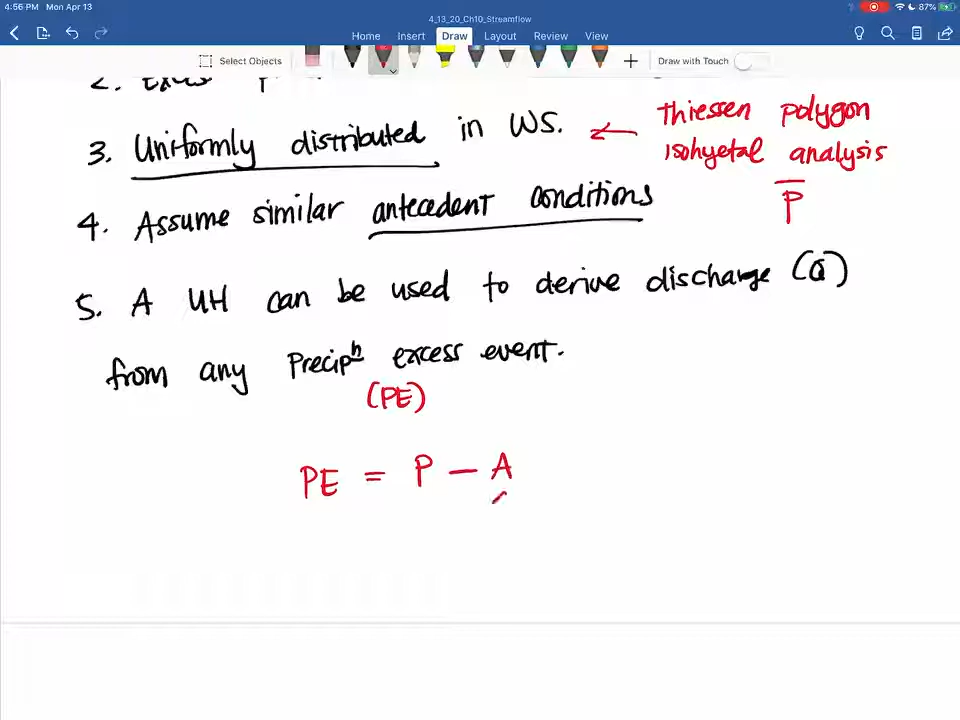 4:56 PM Mon Apr 13
87%
4_13_20_Ch10_Streamflow
Home Insert Draw Layout Review View
Select Objects
Draw with Touch
2.
3. Uniformly distributed in WS.
Thiessen polygon
isohyetal analysis
P̅
4. Assume similar antecedent conditions
5. A UH can be used to derive discharge (Q)
from any Precipⁿ excess event.
(PE)
PE = P - A